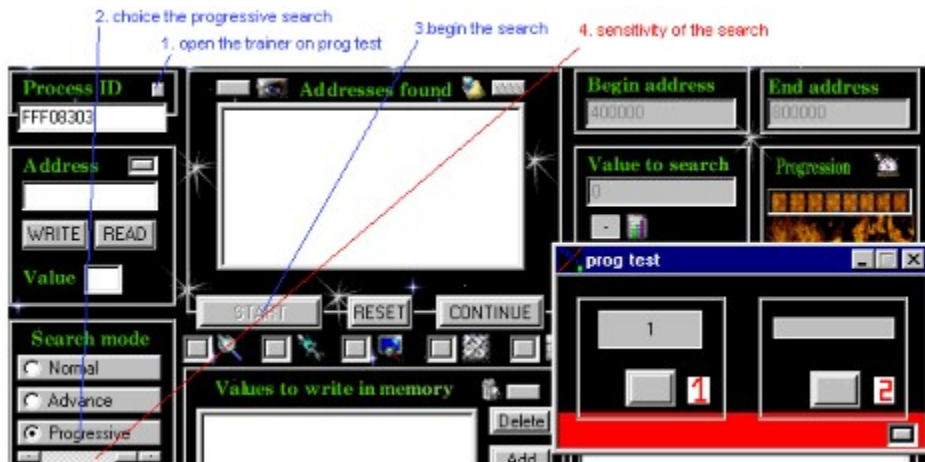 2. choice the progressive search
1. open the trainer on prog test
3.begin the search
4. sensitivity of the search
Process ID
FFF08303
Addresses found
Begin address
400000
End address
800000
Address
WRITE
READ
Value
Value to search
0
-
Progression
START
RESET
CONTINUE
prog test
1
1
2
Search mode
Normal
Advance
Progressive
Values to write in memory
Delete
Add